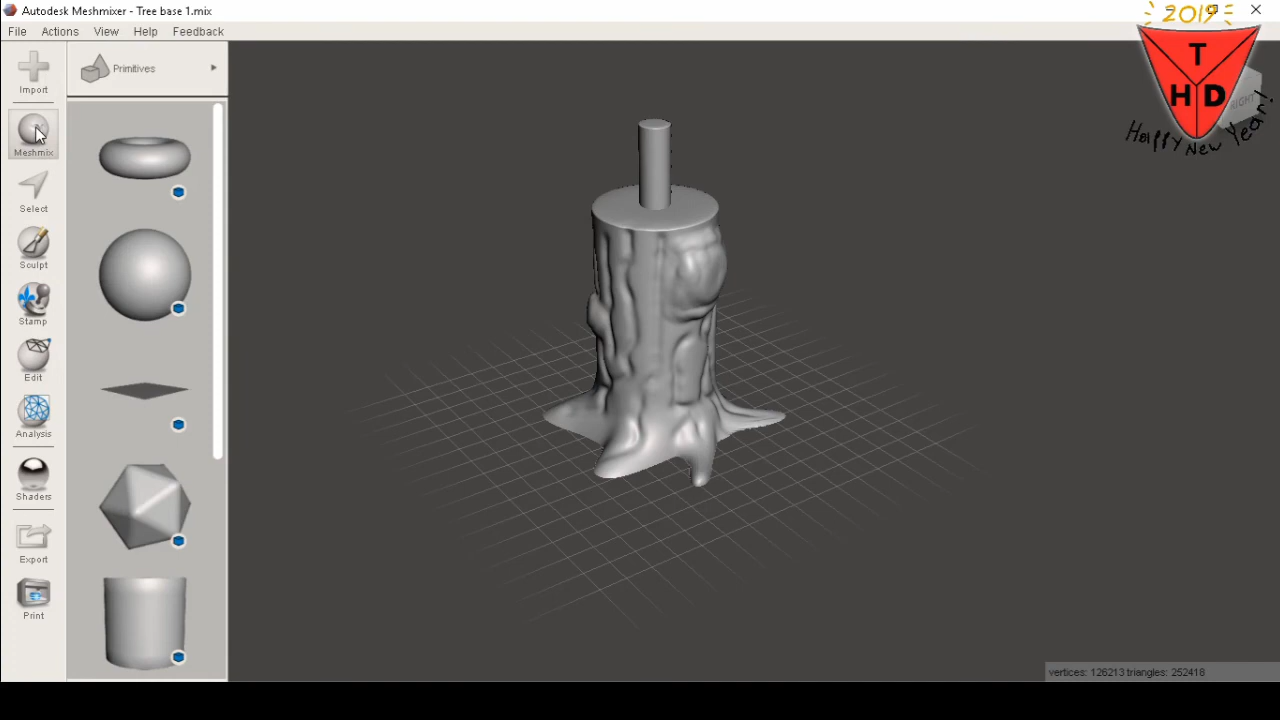 Autodesk Meshmixer - Tree base 1.mix
File Actions View Help Feedback
2019
T
H D
Happy New Year!
RIGHT
Import
Primitives
Meshmix
Select
Sculpt
Stamp
Edit
Analysis
Shaders
Export
Print
vertices: 126213 triangles: 252418